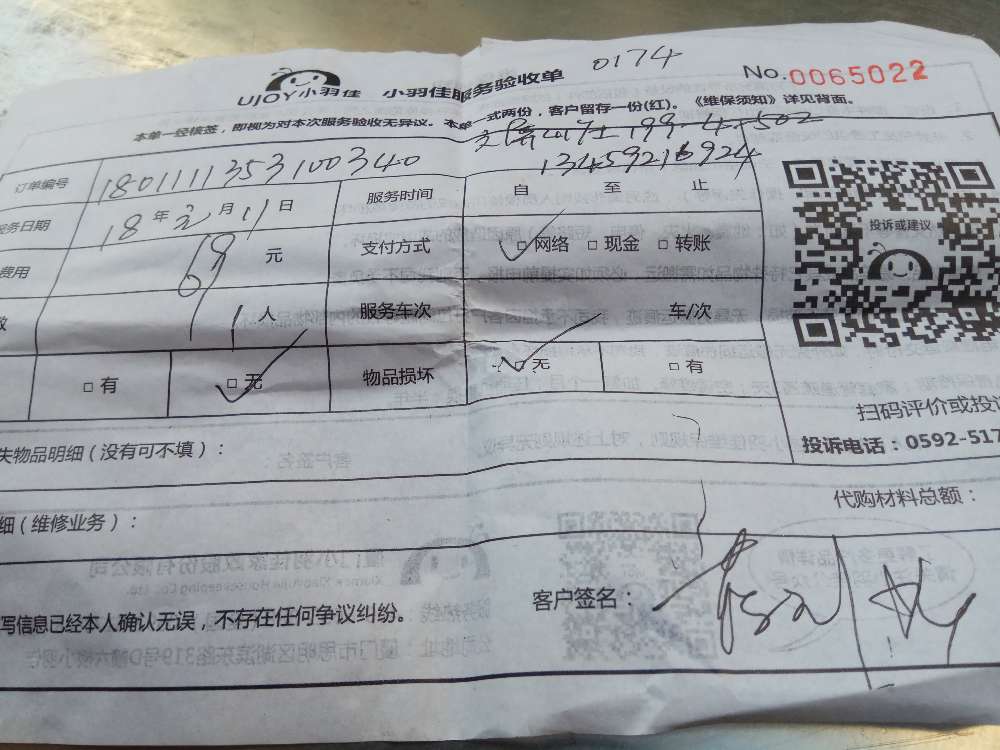 UJOY小羽佳 小羽佳服务验收单 0174 No.0065022
本单一经核签，即视为对本次服务验收无异议。本单一式两份，客户留存一份(红)。《维保须知》详见背面。
199-4-502
13459216924
订单编号 1801111353100340 服务时间 自 至 止
务日期 18年元月11日 支付方式 □网络 □现金 □转账
费用 69元
1人 服务车次 车/次
□有 □无 物品损坏 □无 □有
投诉或建议
扫码评价或投诉
投诉电话：0592-517
失物品明细（没有可不填）：
代购材料总额：
细（维修业务）：
写信息已经本人确认无误，不存在任何争议纠纷。
客户签名：